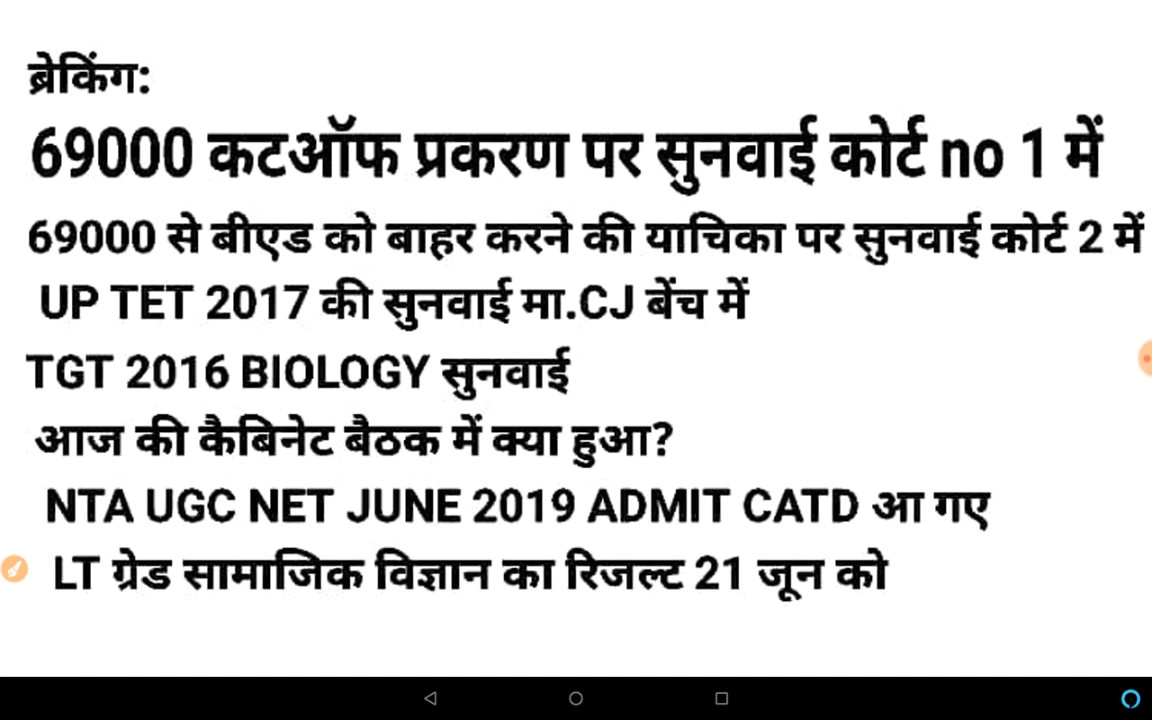 ब्रेकिंग:
69000 कटऑफ प्रकरण पर सुनवाई कोर्ट no 1 में
69000 से बीएड को बाहर करने की याचिका पर सुनवाई कोर्ट 2 में
UP TET 2017 की सुनवाई मा.CJ बेंच में
TGT 2016 BIOLOGY सुनवाई
आज की कैबिनेट बैठक में क्या हुआ?
NTA UGC NET JUNE 2019 ADMIT CATD आ गए
LT ग्रेड सामाजिक विज्ञान का रिजल्ट 21 जून को